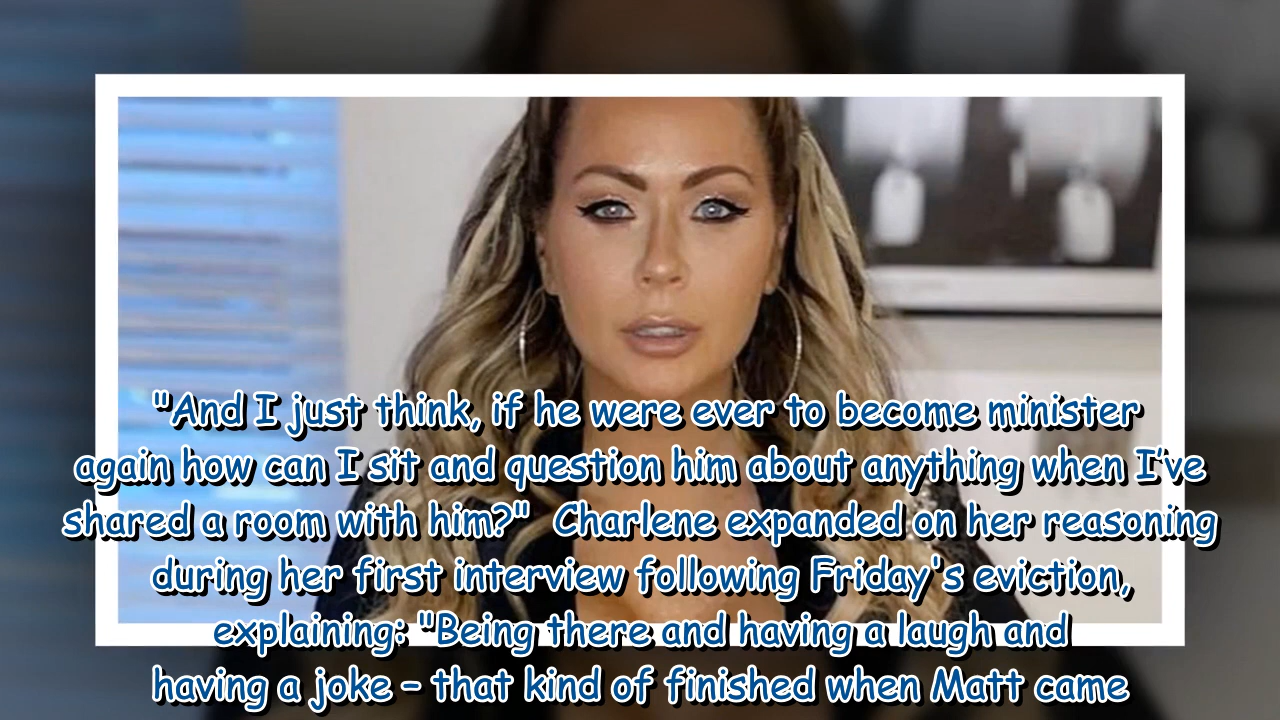 "And I just think, if he were ever to become minister
again how can I sit and question him about anything when I've
shared a room with him?"  Charlene expanded on her reasoning
during her first interview following Friday's eviction,
explaining: "Being there and having a laugh and
having a joke – that kind of finished when Matt came